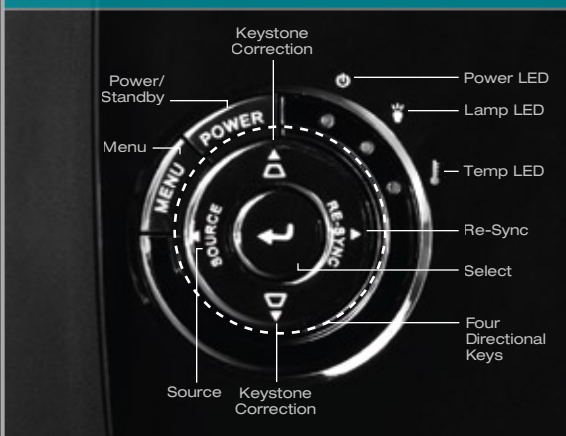 Keystone
Correction
Power/
Standby
Power LED
Lamp LED
POWER
Menu
MENU
Temp LED
SOURCE
RE-SYNC
Re-Sync
Select
Four
Directional
Keys
Source
Keystone
Correction